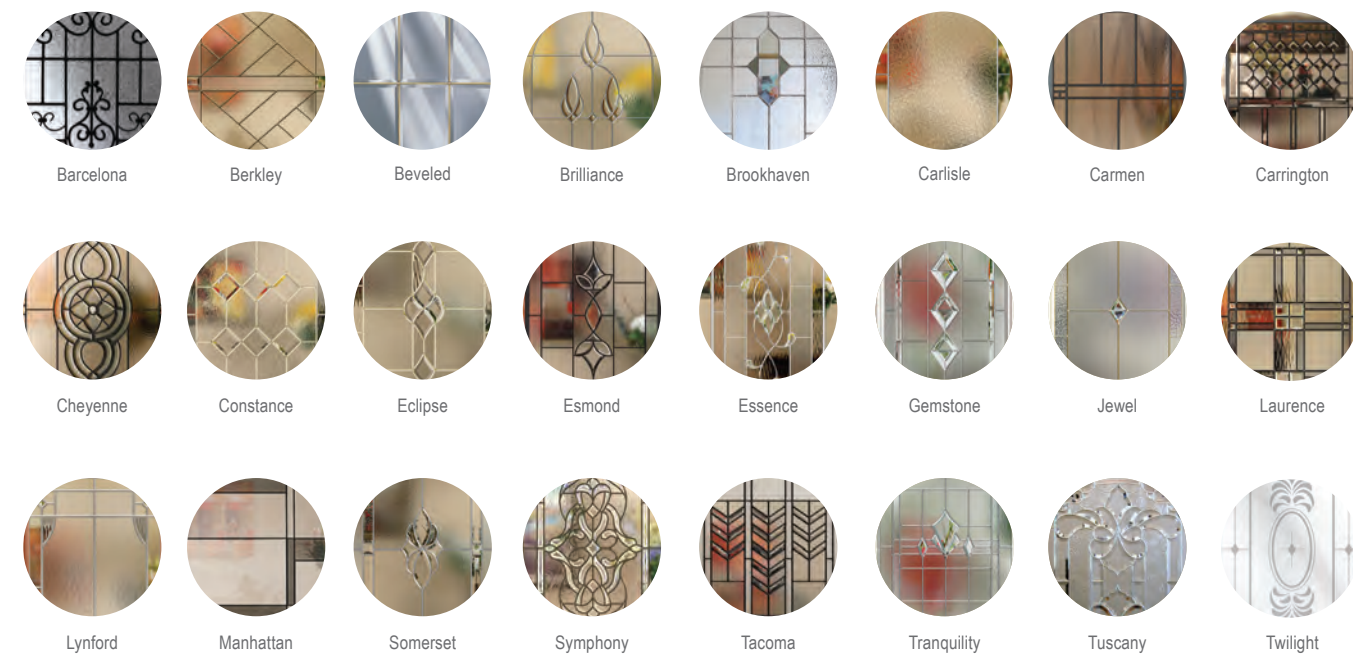 Barcelona
Berkley
Beveled
Brilliance
Brookhaven
Carlisle
Carmen
Carrington
Cheyenne
Constance
Eclipse
Esmond
Essence
Gemstone
Jewel
Laurence
Lynford
Manhattan
Somerset
Symphony
Tacoma
Tranquility
Tuscany
Twilight